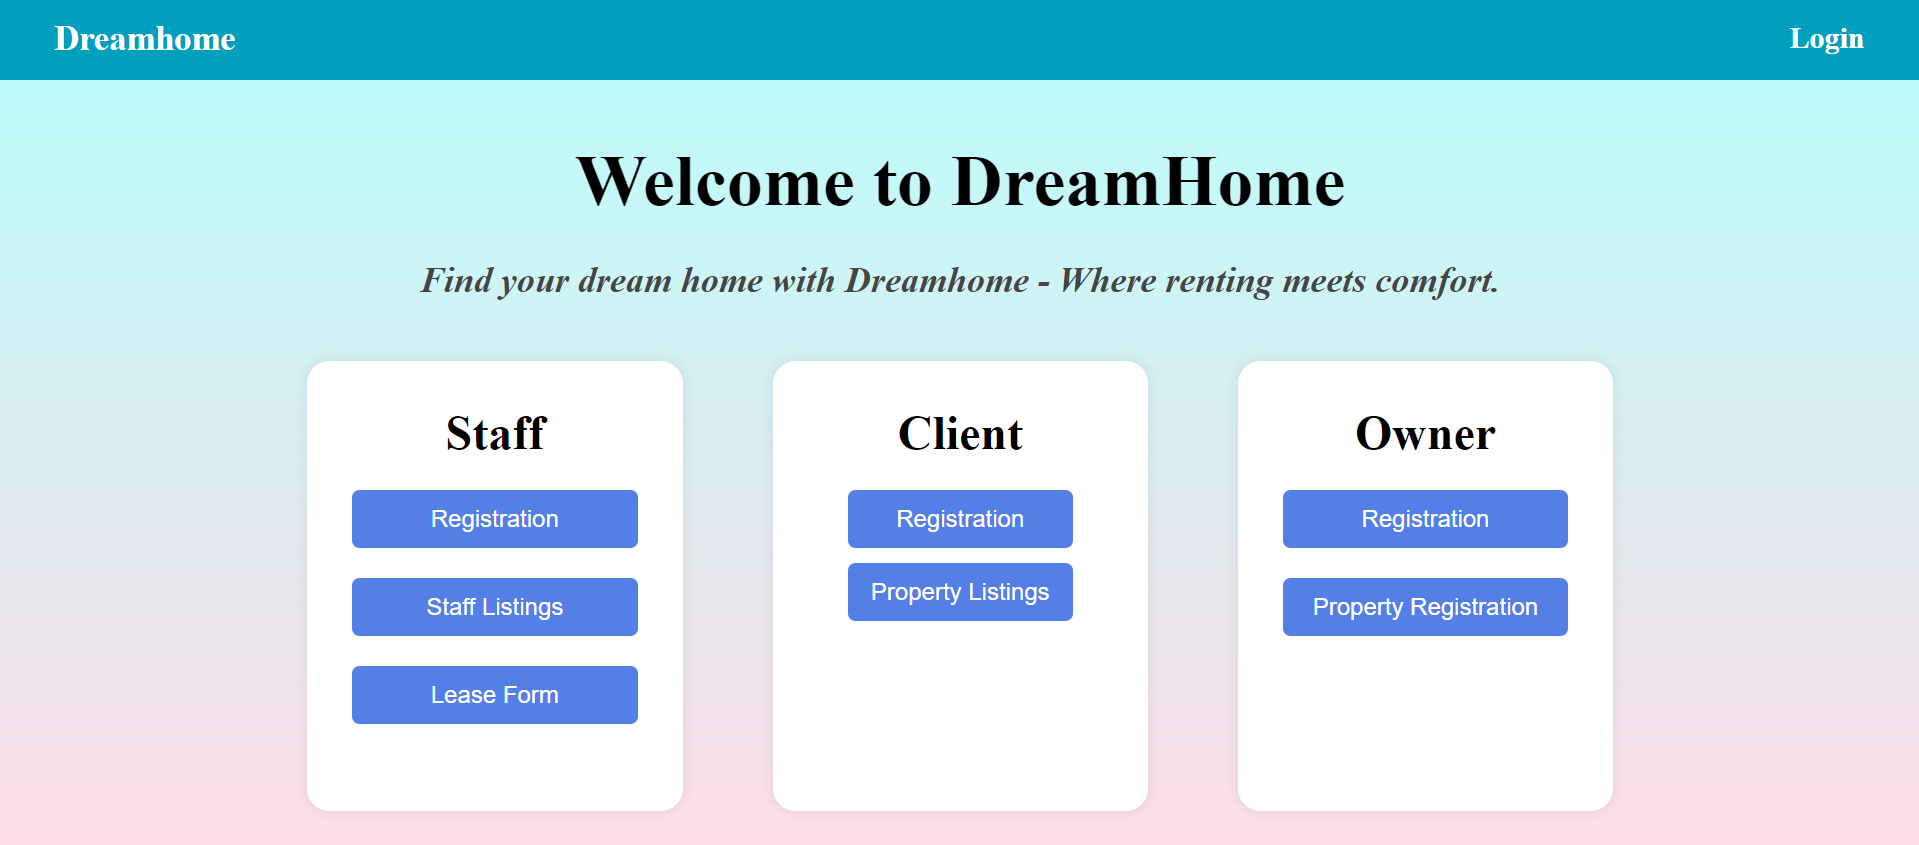 Dreamhome
Login
Welcome to DreamHome
Find your dream home with Dreamhome - Where renting meets comfort.
Staff
Registration
Staff Listings
Lease Form
Client
Registration
Property Listings
Owner
Registration
Property Registration